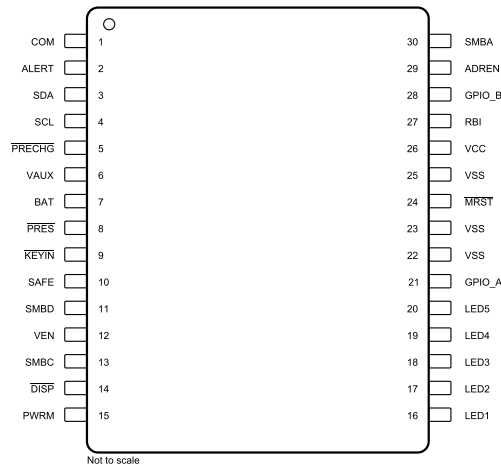 COM 1 30 SMBA
ALERT 2 29 ADREN
SDA 3 28 GPIO_B
SCL 4 27 RBI
PRECHG 5 26 VCC
VAUX 6 25 VSS
BAT 7 24 MRST
PRES 8 23 VSS
KEYIN 9 22 VSS
SAFE 10 21 GPIO_A
SMBD 11 20 LED5
VEN 12 19 LED4
SMBC 13 18 LED3
DISP 14 17 LED2
PWRM 15 16 LED1
Not to scale